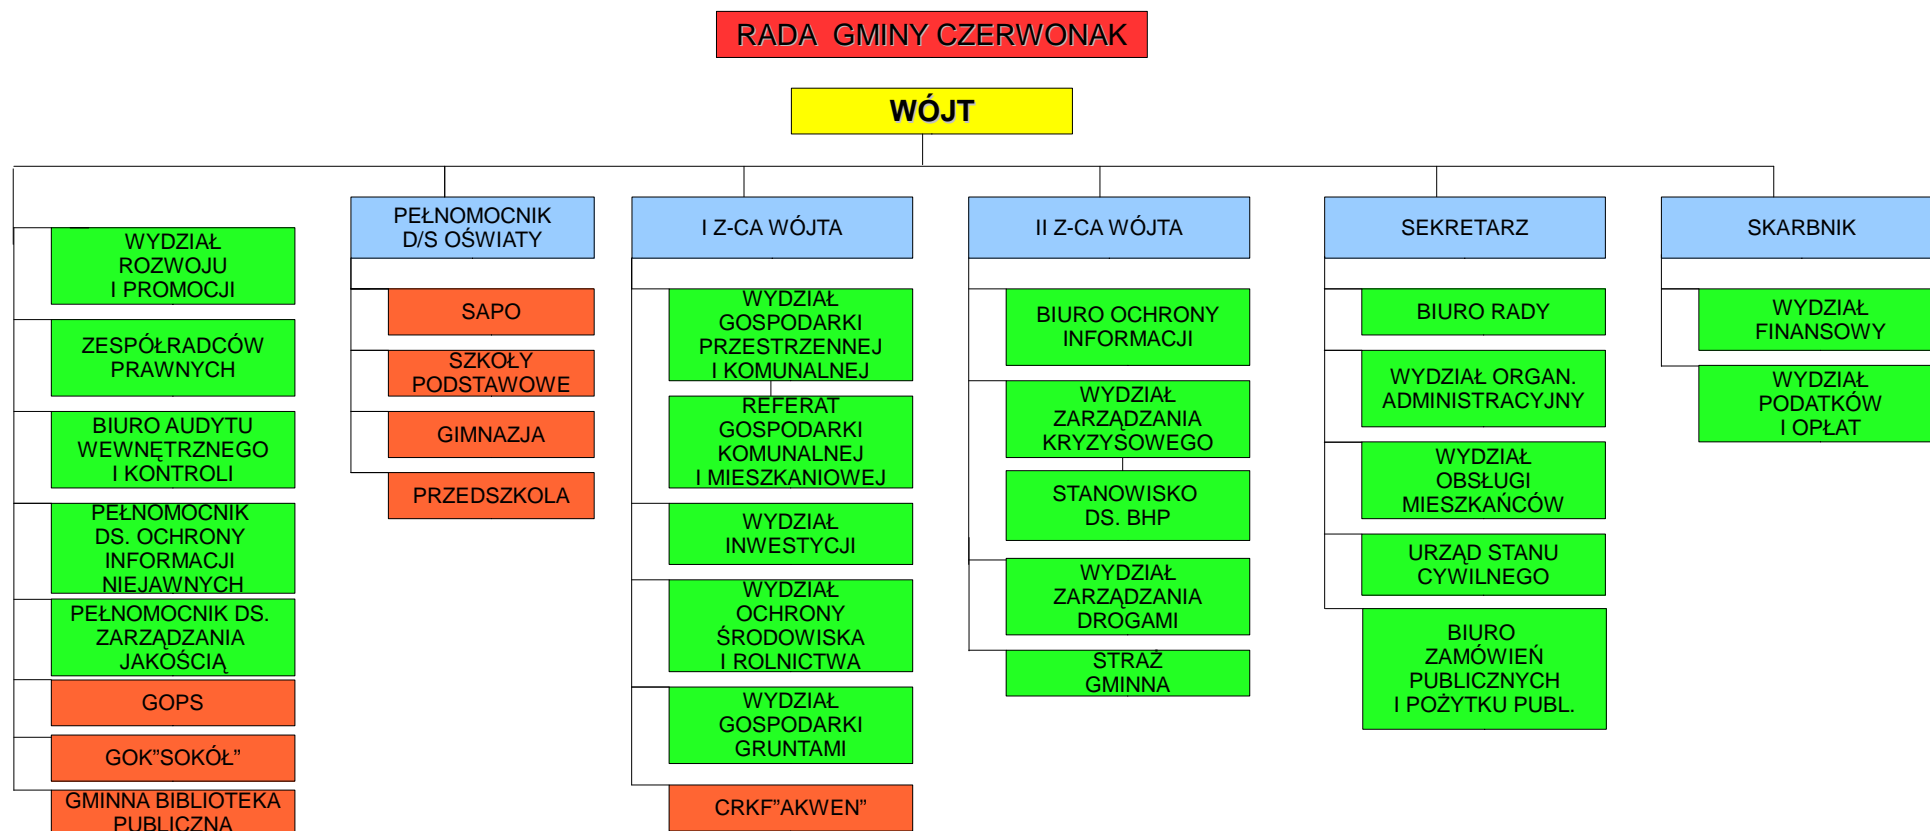 RADA GMINY CZERWONAK
WÓJT
WYDZIAŁ
ROZWOJU
I PROMOCJI
ZESPÓŁRADCÓW
PRAWNYCH
BIURO AUDYTU
WEWNĘTRZNEGO
I KONTROLI
PEŁNOMOCNIK
DS. OCHRONY
INFORMACJI
NIEJAWNYCH
PEŁNOMOCNIK DS.
ZARZĄDZANIA
JAKOŚCIĄ
GOPS
GOK"SOKÓŁ”
GMINNA BIBLIOTEKA
PUBLICZNA
PEŁNOMOCNIK
D/S OŚWIATY
SAPO
SZKOŁY
PODSTAWOWE
GIMNAZJA
PRZEDSZKOLA
I Z-CA WÓJTA
WYDZIAŁ
GOSPODARKI
PRZESTRZENNEJ
I KOMUNALNEJ
REFERAT
GOSPODARKI
KOMUNALNEJ
I MIESZKANIOWEJ
WYDZIAŁ
INWESTYCJI
WYDZIAŁ
OCHRONY
ŚRODOWISKA
I ROLNICTWA
WYDZIAŁ
GOSPODARKI
GRUNTAMI
CRKF”AKWEN”
II Z-CA WÓJTA
BIURO OCHRONY
INFORMACJI
WYDZIAŁ
ZARZĄDZANIA
KRYZYSOWEGO
STANOWISKO
DS. BHP
WYDZIAŁ
ZARZĄDZANIA
DROGAMI
STRAŻ
GMINNA
SEKRETARZ
BIURO RADY
WYDZIAŁ ORGAN.
ADMINISTRACYJNY
WYDZIAŁ
OBSŁUGI
MIESZKAŃCÓW
URZĄD STANU
CYWILNEGO
BIURO
ZAMÓWIEŃ
PUBLICZNYCH
I POŻYTKU PUBL.
SKARBNIK
WYDZIAŁ
FINANSOWY
WYDZIAŁ
PODATKÓW
I OPŁAT